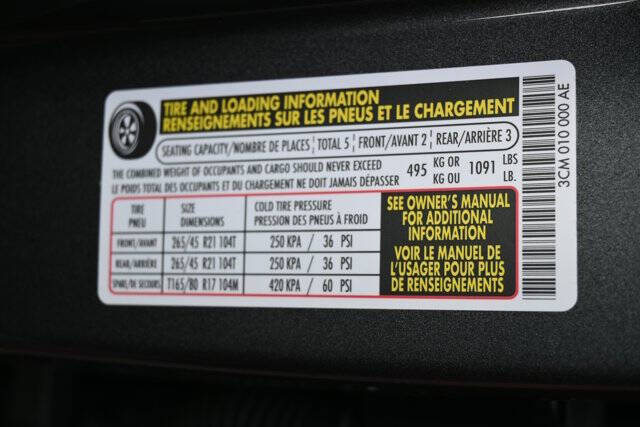 TIRE AND LOADING INFORMATION
RENSEIGNEMENTS SUR LES PNEUS ET LE CHARGEMENT
SEATING CAPACITY/NOMBRE DE PLACES TOTAL 5 FRONT/AVANT 2 REAR/ARRIÈRE 3
THE COMBINED WEIGHT OF OCCUPANTS AND CARGO SHOULD NEVER EXCEED 495 KG OR 1091 LBS
LE POIDS TOTAL DES OCCUPANTS ET DU CHARGEMENT NE DOIT JAMAIS DÉPASSER KG OU LB.
TIRE SIZE COLD TIRE PRESSURE
PNEU DIMENSIONS PRESSION DES PNEUS À FROID
FRONT/AVANT 265/45 R21 104T 250 KPA / 36 PSI
REAR/ARRIÈRE 265/45 R21 104T 250 KPA / 36 PSI
SPARE/DE SECOURS T165/80 R17 104M 420 KPA / 60 PSI
SEE OWNER'S MANUAL
FOR ADDITIONAL
INFORMATION
VOIR LE MANUEL DE
L'USAGER POUR PLUS
DE RENSEIGNEMENTS
3CM 010 000 AE